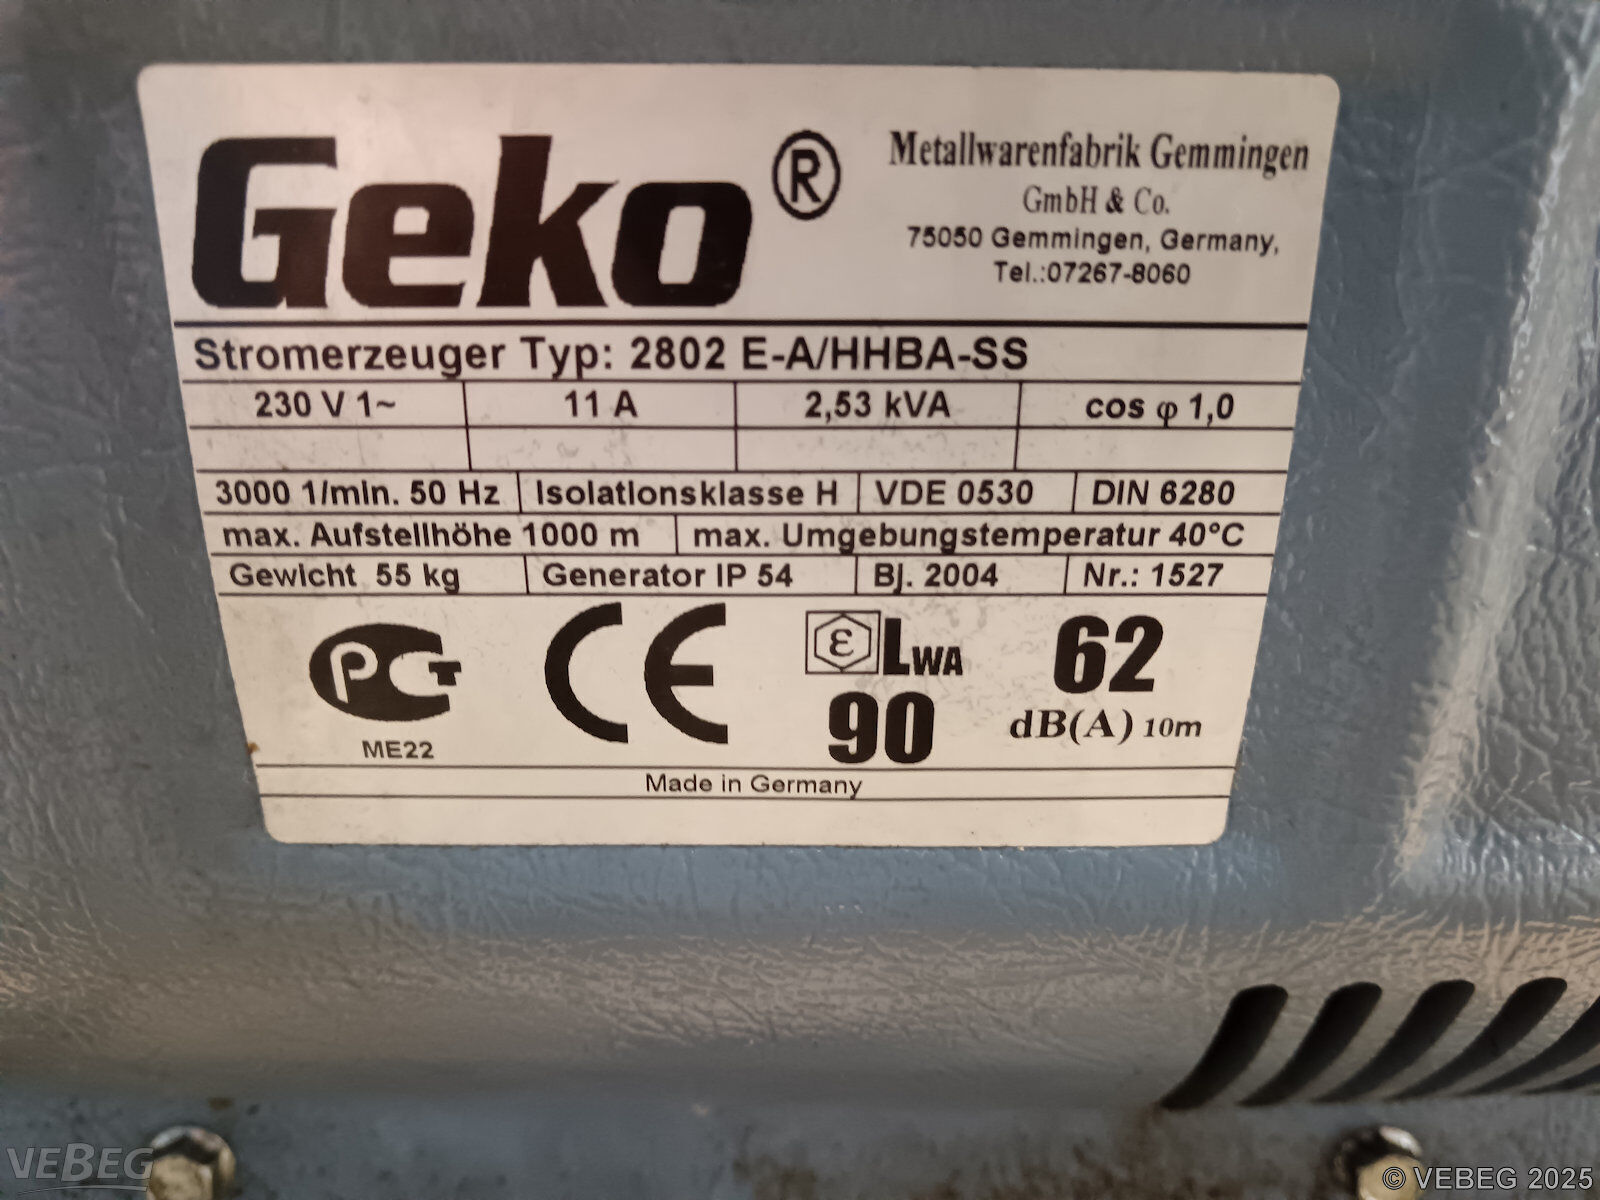 Geko®
Metallwarenfabrik Gemmingen
GmbH & Co.
75050 Gemmingen, Germany,
Tel.:07267-8060
Stromerzeuger Typ: 2802 E-A/HHBA-SS
230 V 1~ 11 A 2,53 kVA cos φ 1,0
3000 1/min. 50 Hz Isolationsklasse H VDE 0530 DIN 6280
max. Aufstellhöhe 1000 m max. Umgebungstemperatur 40°C
Gewicht 55 kg Generator IP 54 Bj. 2004 Nr.: 1527
PCT CE ε LWA 62
ME22 90 dB(A) 10m
Made in Germany
VEBEG
© VEBEG 2025